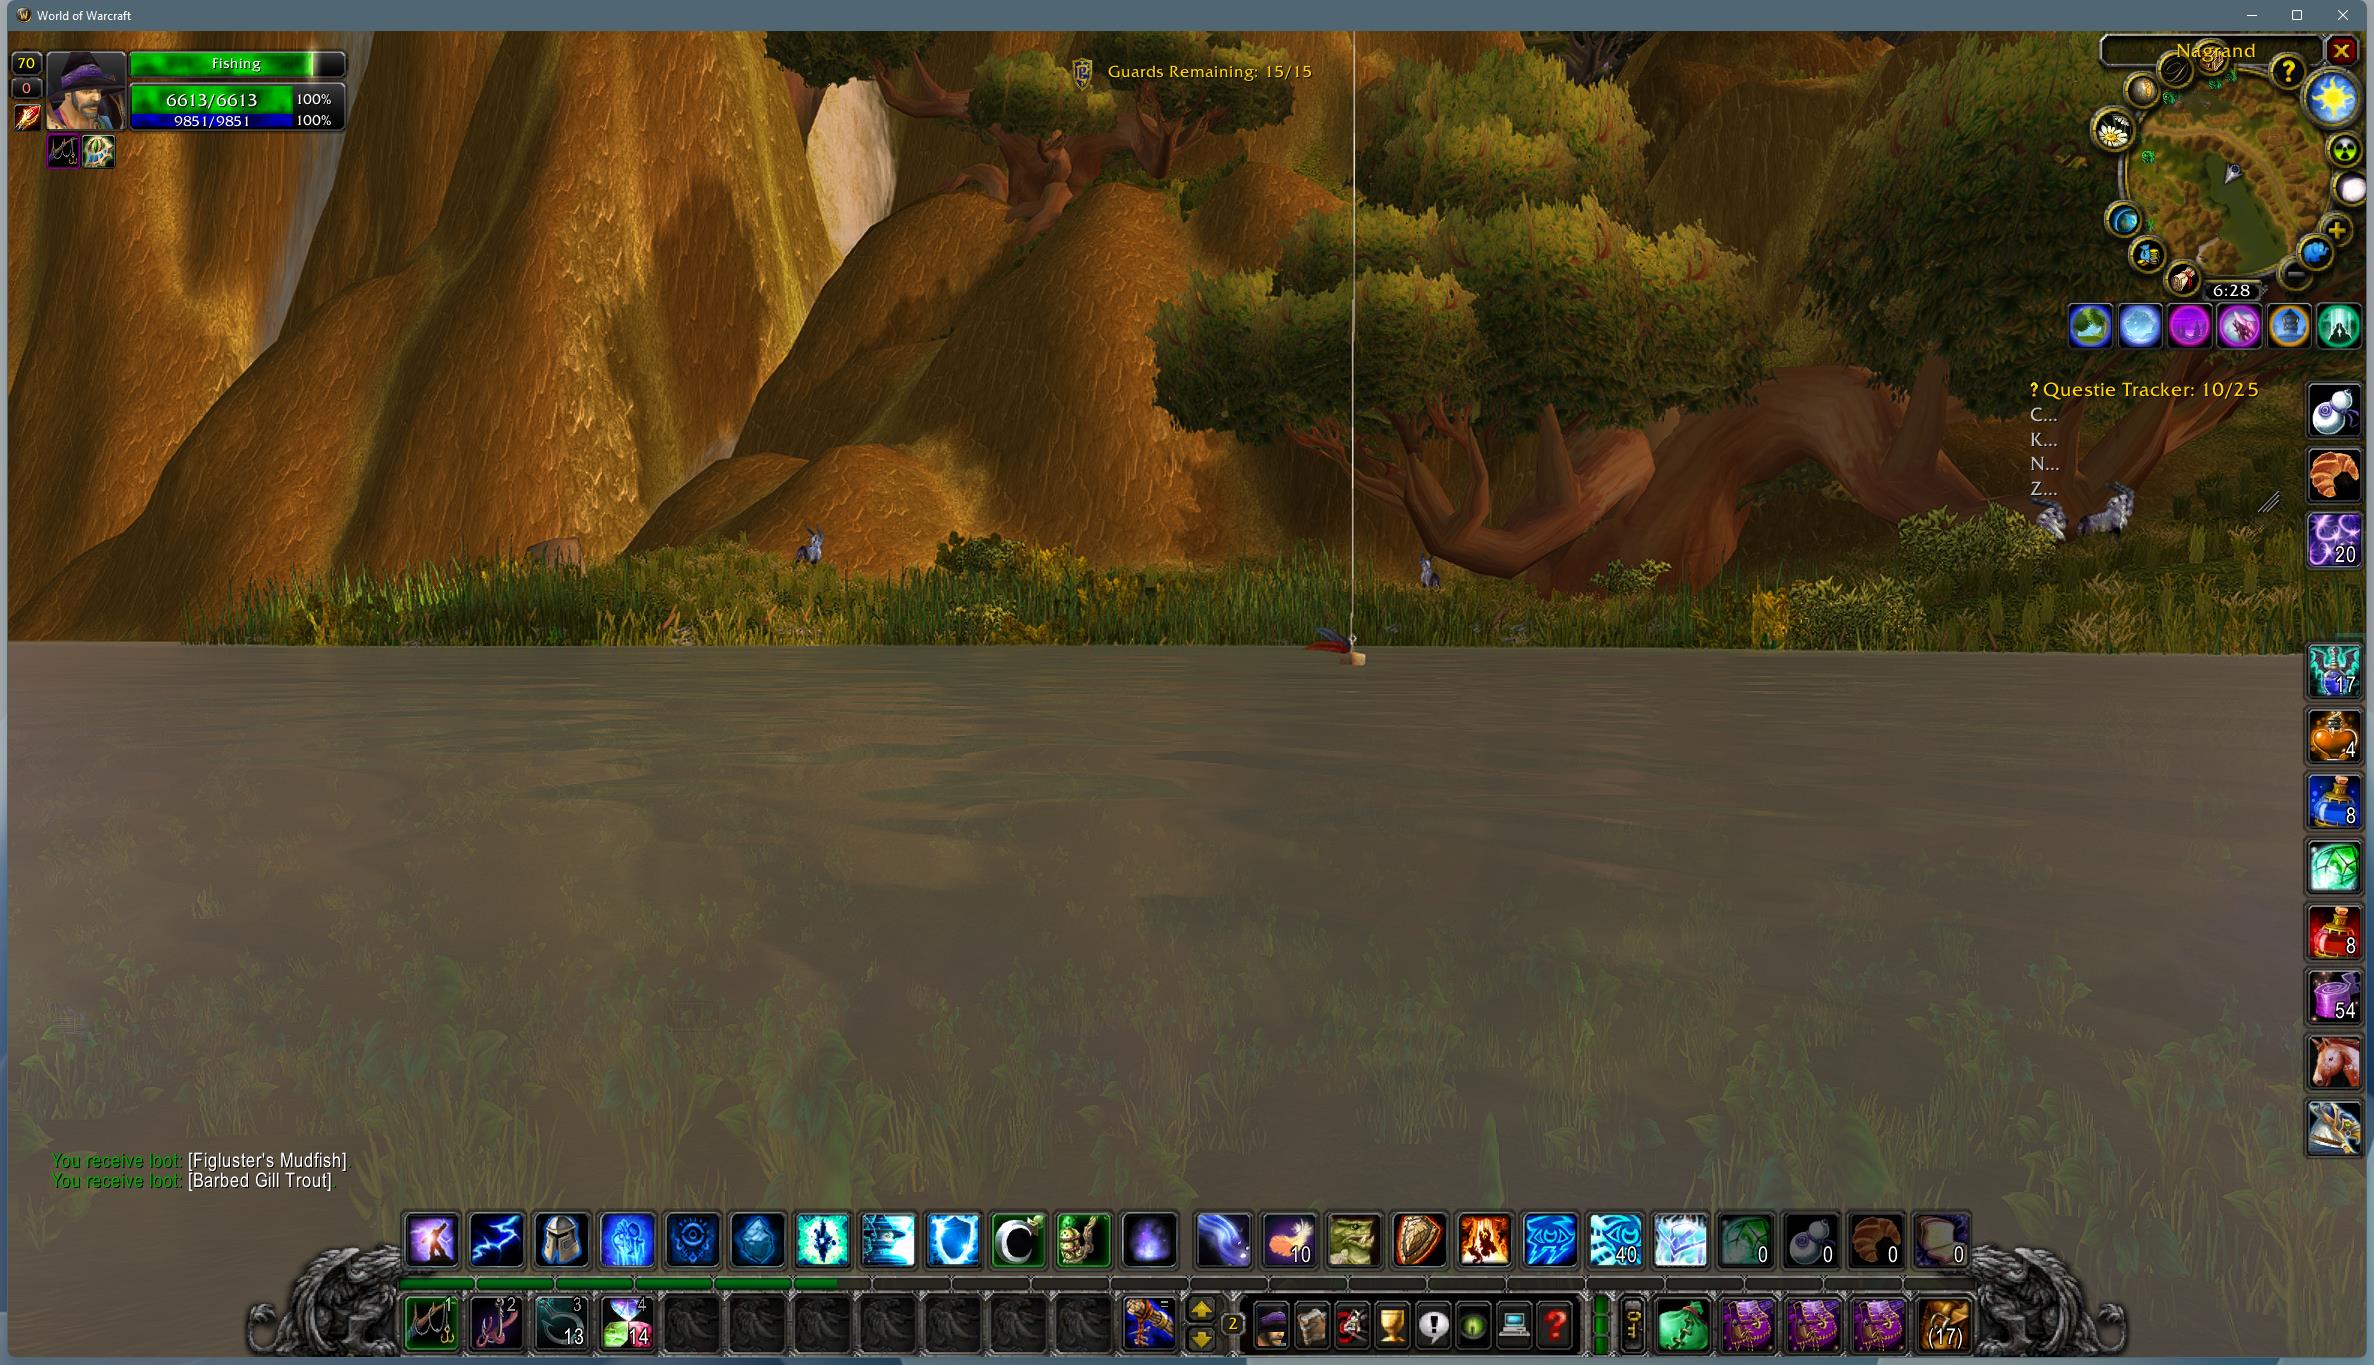 World of Warcraft
70
Fishing
0
6613/6613 100%
9851/9851 100%
Guards Remaining: 15/15
Nagrand
6:28
Questie Tracker: 10/25
C...
K...
N...
Z...
20
17
4
8
8
54
You receive loot: [Figluster's Mudfish].
You receive loot: [Barbed Gill Trout].
10
40
0
0
0
0
1
2
3
13
4
14
=
2
(17)